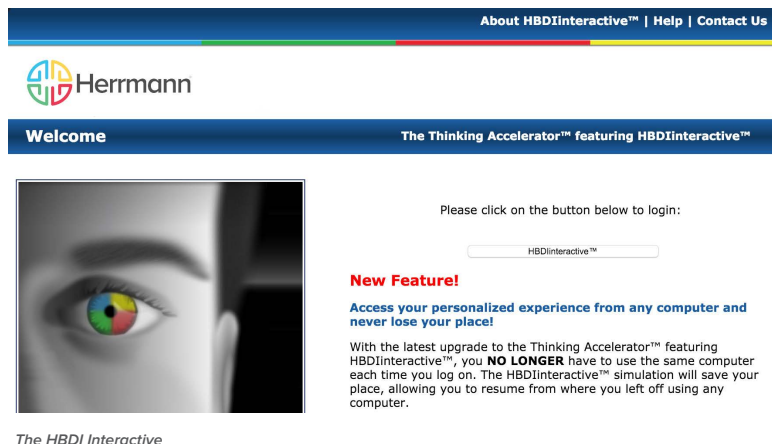 About HBDIinteractive™ | Help | Contact Us
Herrmann
Welcome
The Thinking Accelerator™ featuring HBDIinteractive™
Please click on the button below to login:
HBDIinteractive™
New Feature!
Access your personalized experience from any computer and
never lose your place!
With the latest upgrade to the Thinking Accelerator™ featuring
HBDIinteractive™, you NO LONGER have to use the same computer
each time you log on. The HBDIinteractive™ simulation will save your
place, allowing you to resume from where you left off using any
computer.
The HBDI Interactive